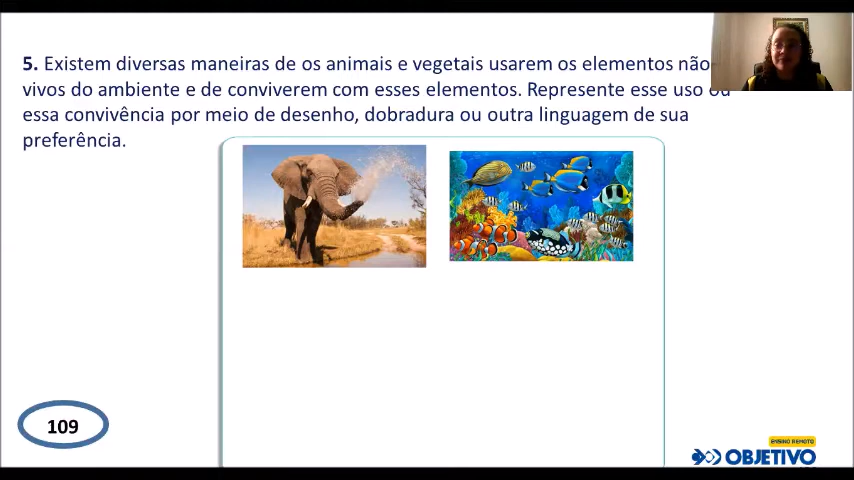 5. Existem diversas maneiras de os animais e vegetais usarem os elementos não
vivos do ambiente e de conviverem com esses elementos. Represente esse uso ou
essa convivência por meio de desenho, dobradura ou outra linguagem de sua
preferência.
109
ENSINO REMOTO
OBJETIVO